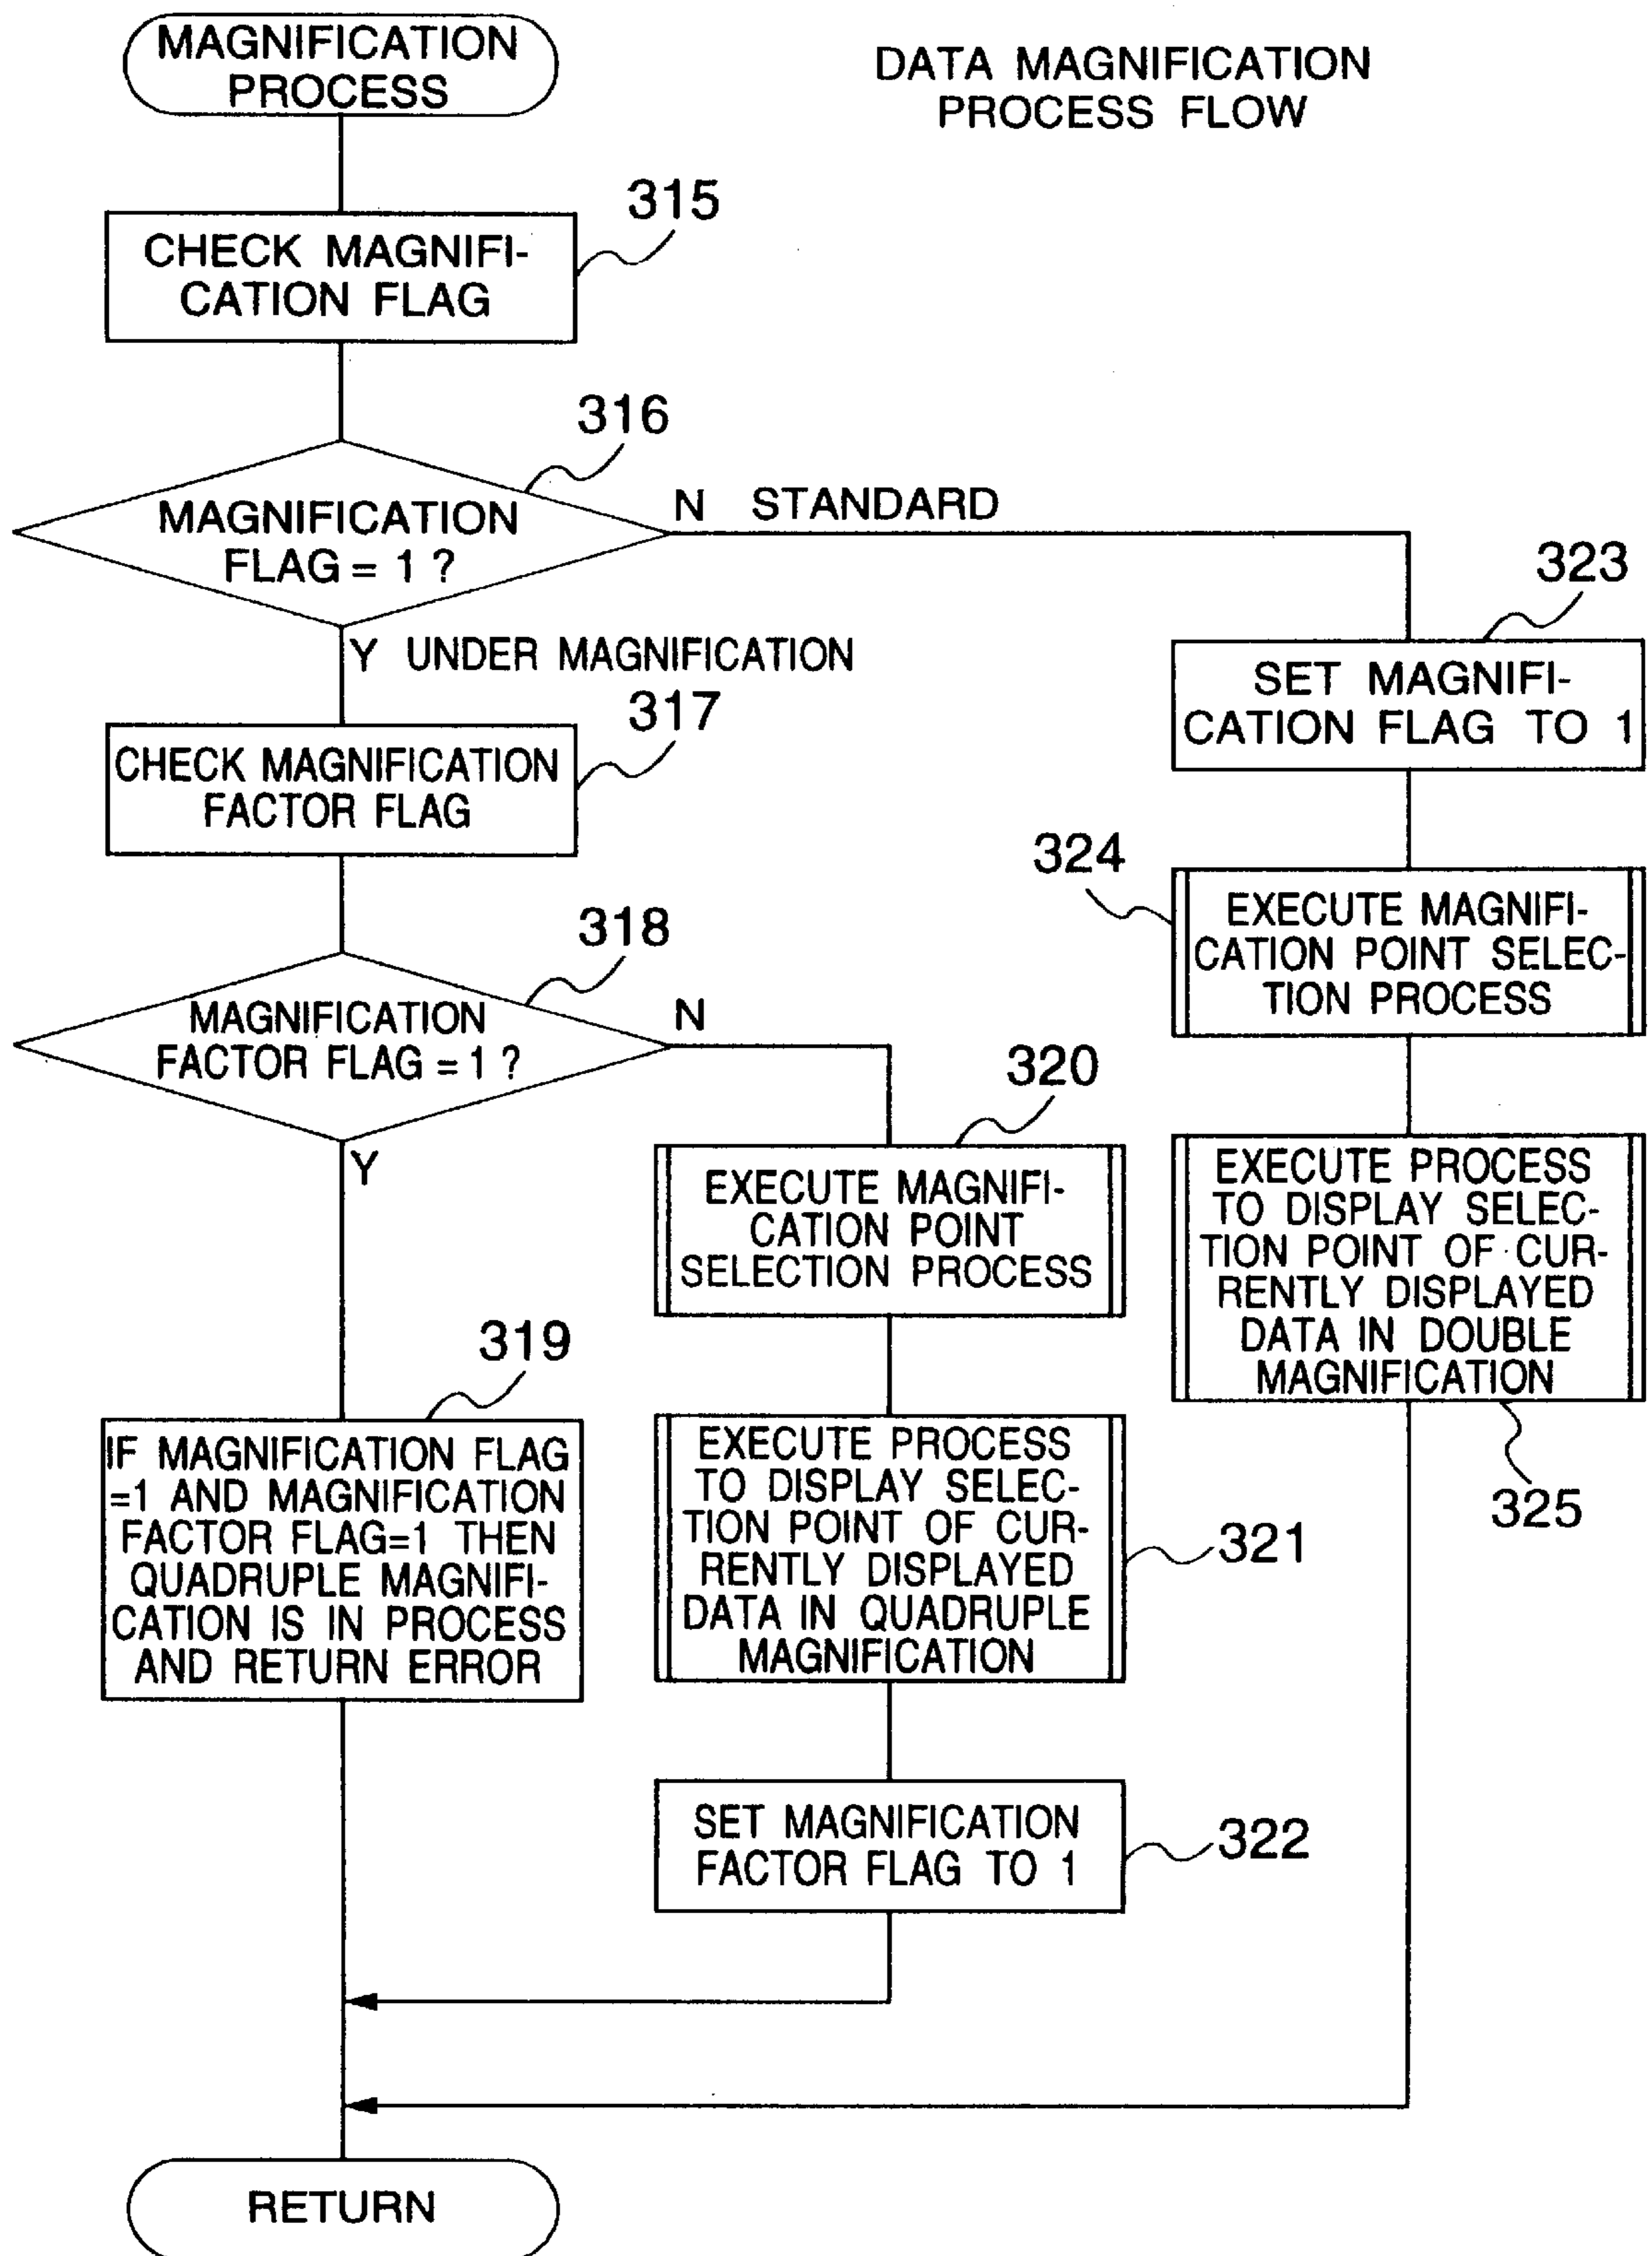 MAGNIFICATION
PROCESS
DATA MAGNIFICATION
PROCESS FLOW
315
CHECK MAGNIFI-
CATION FLAG
316
MAGNIFICATION
FLAG = 1 ?
N STANDARD
Y UNDER MAGNIFICATION
323
SET MAGNIFI-
CATION FLAG TO 1
317
CHECK MAGNIFICATION
FACTOR FLAG
324
EXECUTE MAGNIFI-
CATION POINT SELEC-
TION PROCESS
318
MAGNIFICATION
FACTOR FLAG = 1 ?
N
Y
320
EXECUTE MAGNIFI-
CATION POINT
SELECTION PROCESS
EXECUTE PROCESS
TO DISPLAY SELEC-
TION POINT OF CUR-
RENTLY DISPLAYED
DATA IN DOUBLE
MAGNIFICATION
325
319
IF MAGNIFICATION FLAG
=1 AND MAGNIFICATION
FACTOR FLAG=1 THEN
QUADRUPLE MAGNIFI-
CATION IS IN PROCESS
AND RETURN ERROR
EXECUTE PROCESS
TO DISPLAY SELEC-
TION POINT OF CUR-
RENTLY DISPLAYED
DATA IN QUADRUPLE
MAGNIFICATION
321
SET MAGNIFICATION
FACTOR FLAG TO 1
322
RETURN